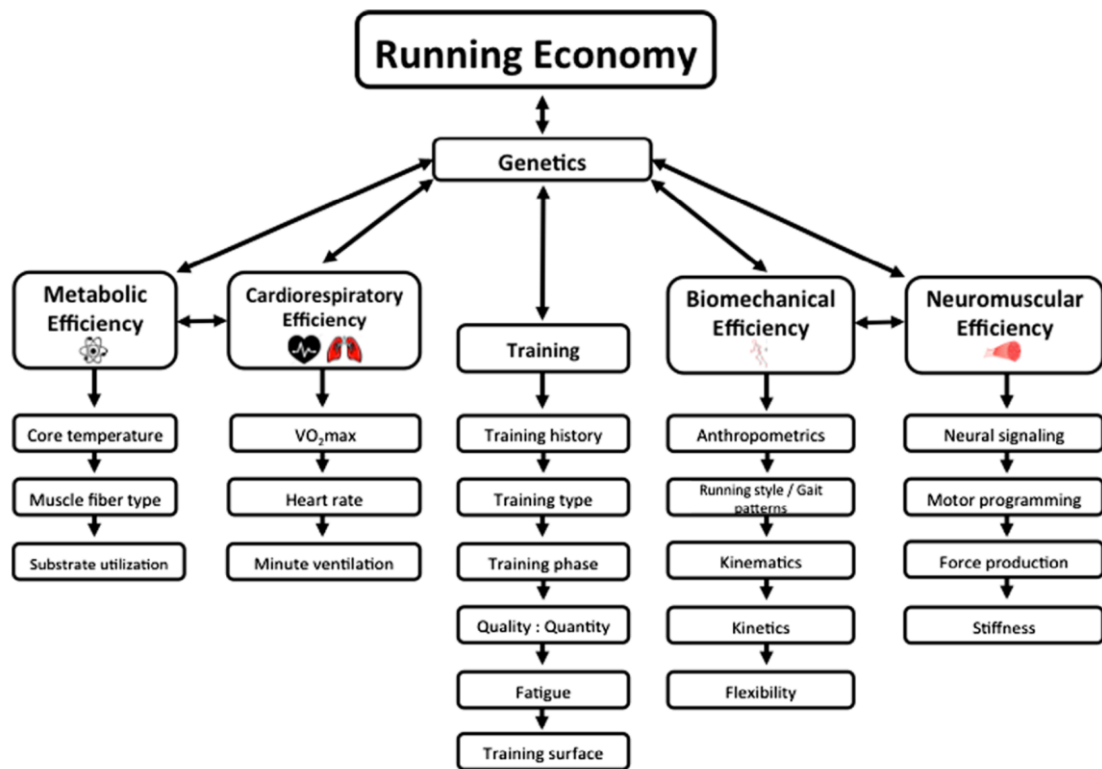 Running Economy
Genetics
Metabolic
Efficiency
Cardiorespiratory
Efficiency
Training
Biomechanical
Efficiency
Neuromuscular
Efficiency
Core temperature
Muscle fiber type
Substrate utilization
VO₂max
Heart rate
Minute ventilation
Training history
Training type
Training phase
Quality : Quantity
Fatigue
Training surface
Anthropometrics
Running style / Gait
patterns
Kinematics
Kinetics
Flexibility
Neural signaling
Motor programming
Force production
Stiffness